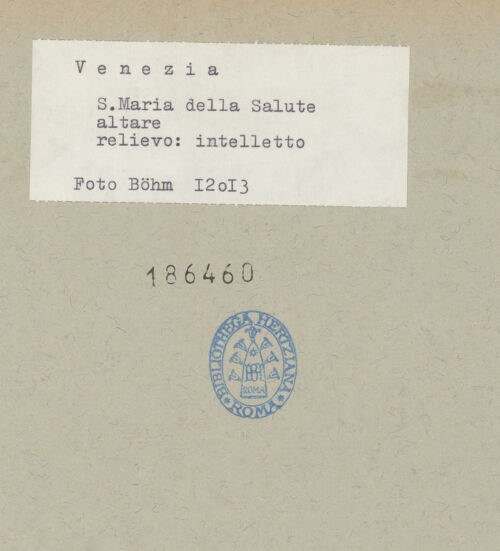 V e n e z i a
S.Maria della Salute
altare
relievo: intelletto
Foto Böhm I2oI3
186460
BIBLIOTHECA HERTZIANA
ROMA
ROMA